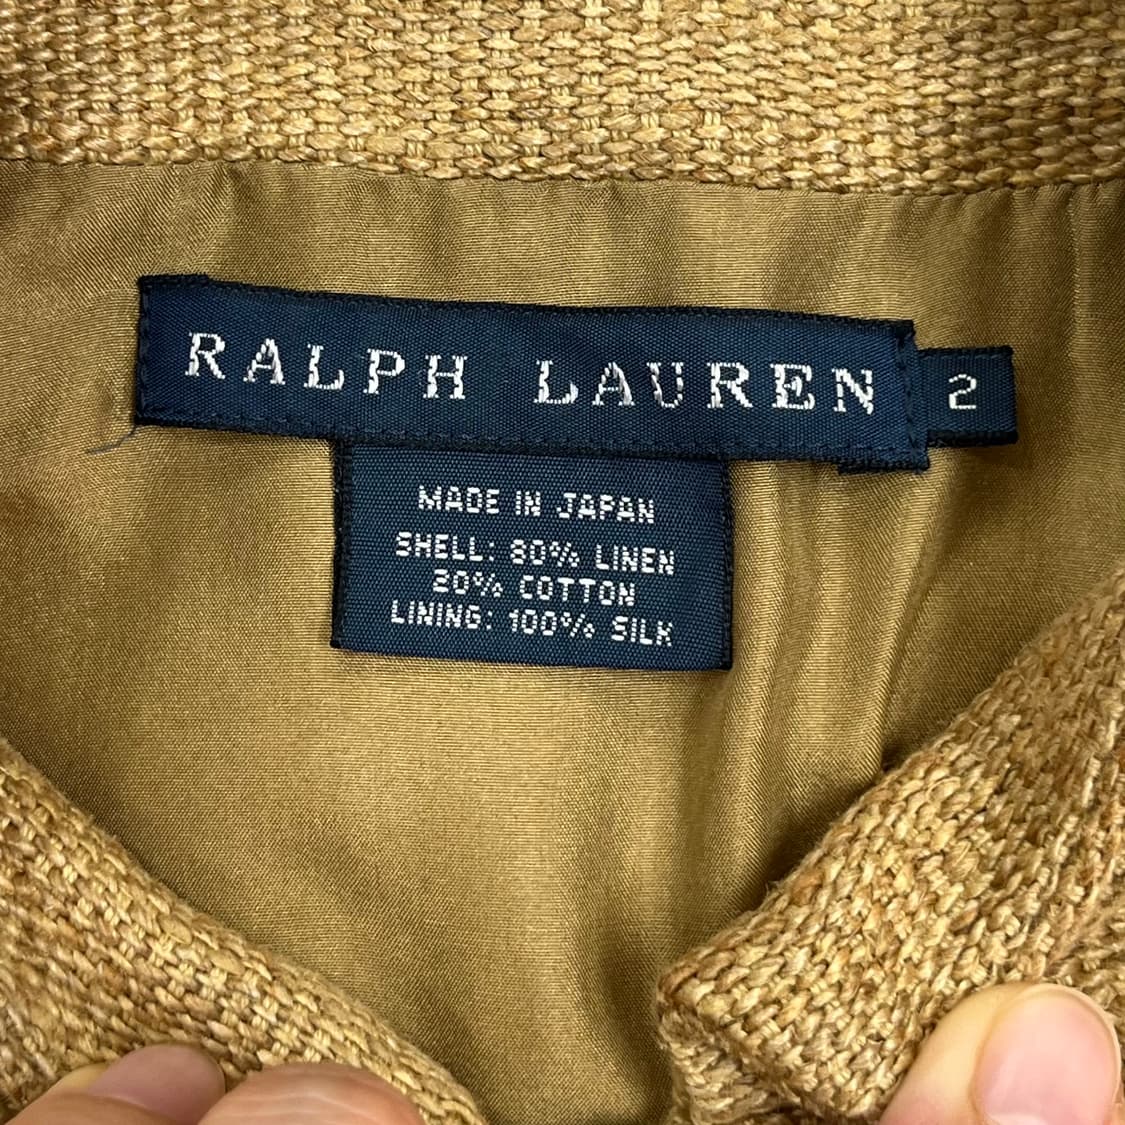 RALPH LAUREN
2
MADE IN JAPAN
SHELL: 80% LINEN
20% COTTON
LINING: 100% SILK